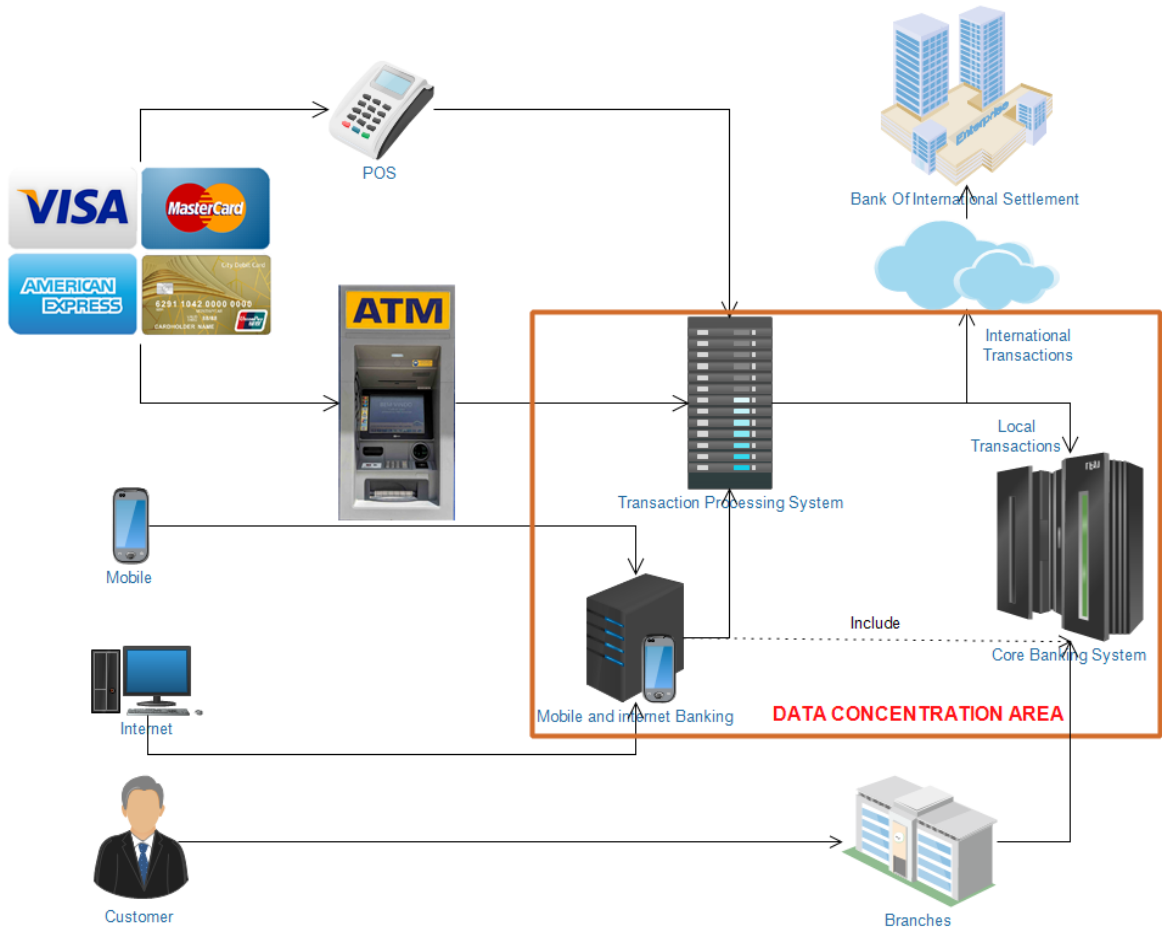 POS
VISA
MasterCard
AMERICAN
EXPRESS
City Debit Card
6291 1042 0000 0000
CARDHOLDER NAME
ATM
Enterprise
Bank Of International Settlement
International
Transactions
Local
Transactions
Transaction Processing System
Mobile
Include
Core Banking System
Internet
Mobile and internet Banking
DATA CONCENTRATION AREA
Customer
Branches